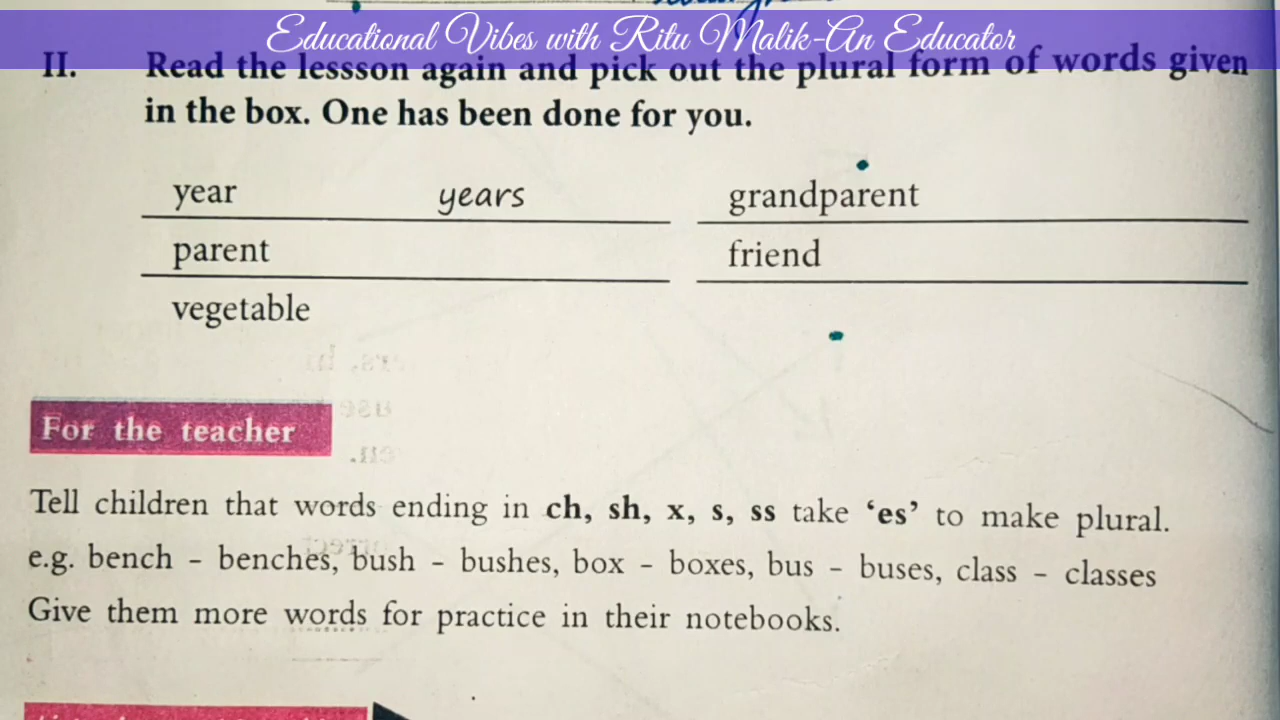 Educational Vibes with Ritu Malik-An Educator
II. Read the lessson again and pick out the plural form of words given
in the box. One has been done for you.
year years grandparent
parent friend
vegetable
For the teacher
Tell children that words ending in ch, sh, x, s, ss take ‘es’ to make plural.
e.g. bench – benches, bush – bushes, box – boxes, bus – buses, class – classes
Give them more words for practice in their notebooks.